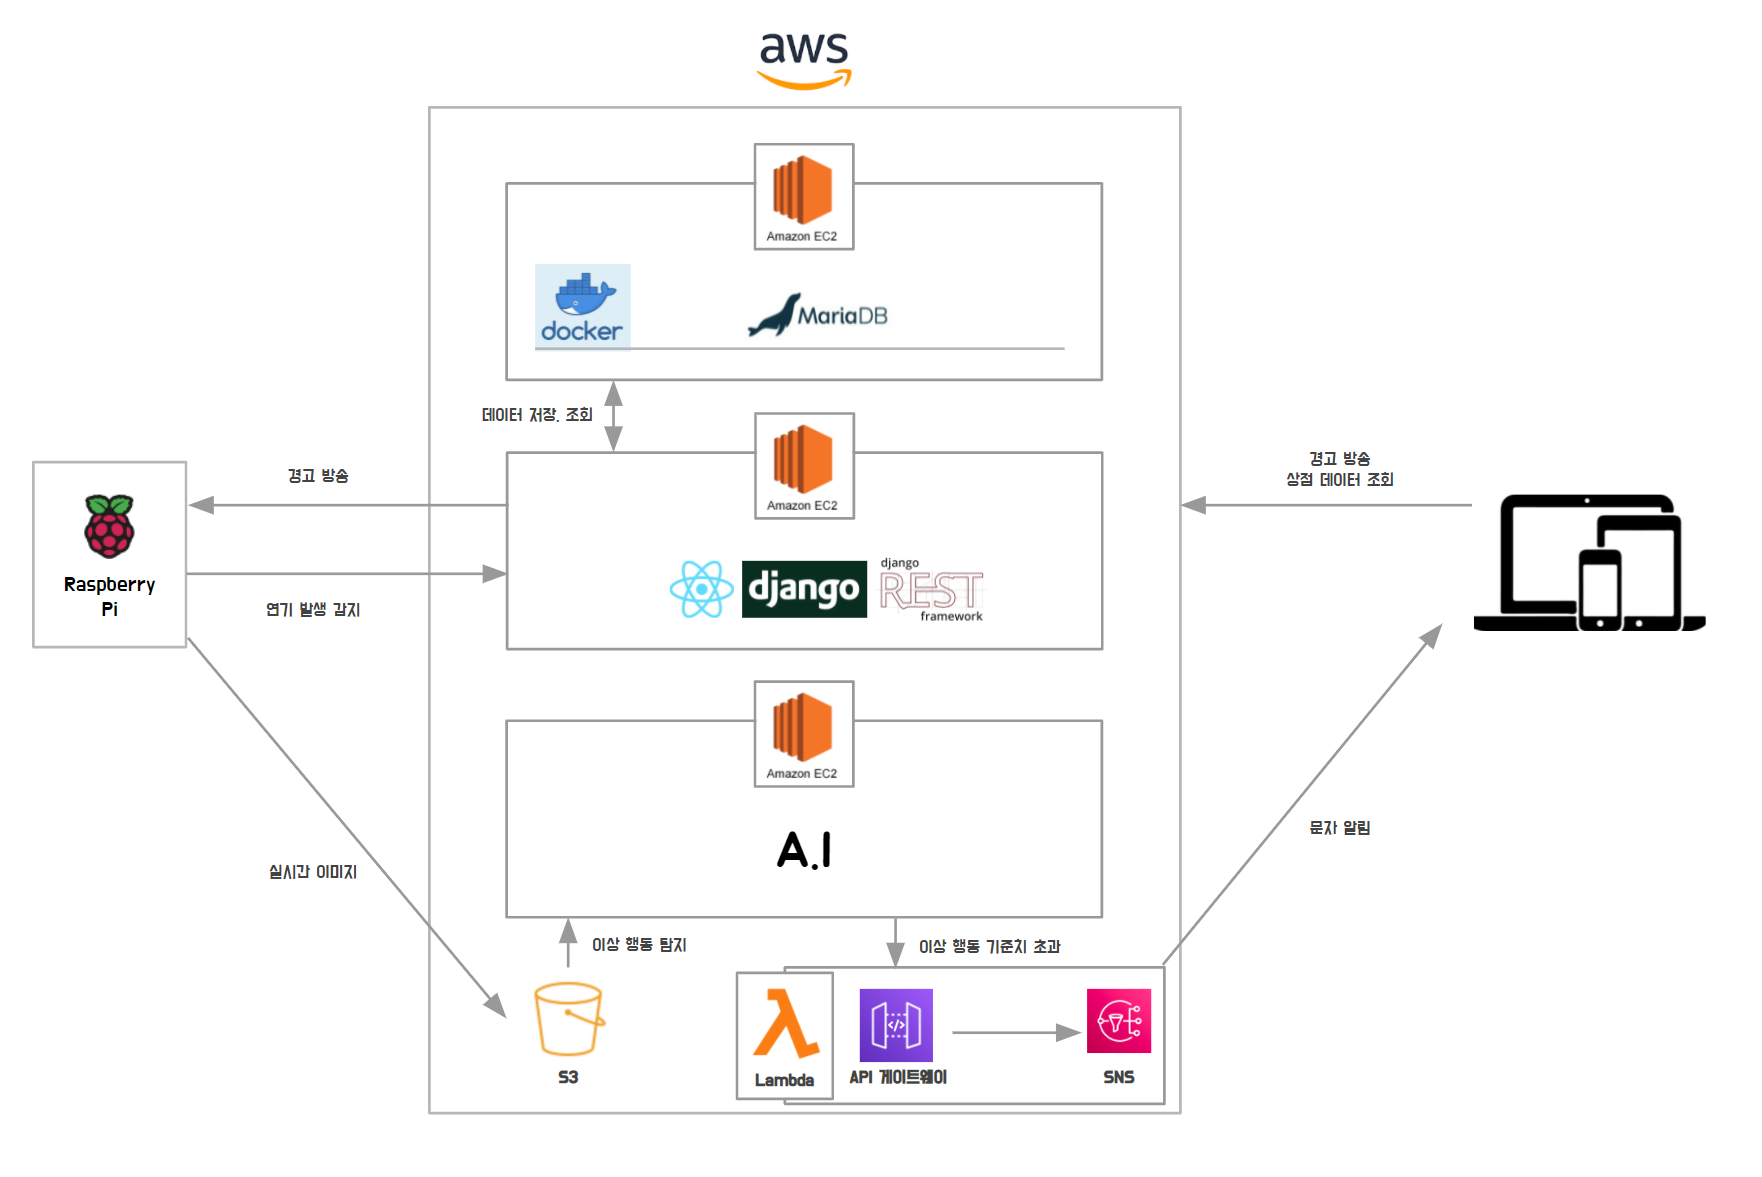 aws
Amazon EC2
docker
MariaDB
데이터 저장, 조회
Amazon EC2
경고 방송
경고 방송
상점 데이터 조회
Raspberry
Pi
연기 발생 감지
django
django
REST
framework
Amazon EC2
A.I
문자 알림
실시간 이미지
이상 행동 탐지
이상 행동 기준치 초과
S3
Lambda
API 게이트웨이
SNS